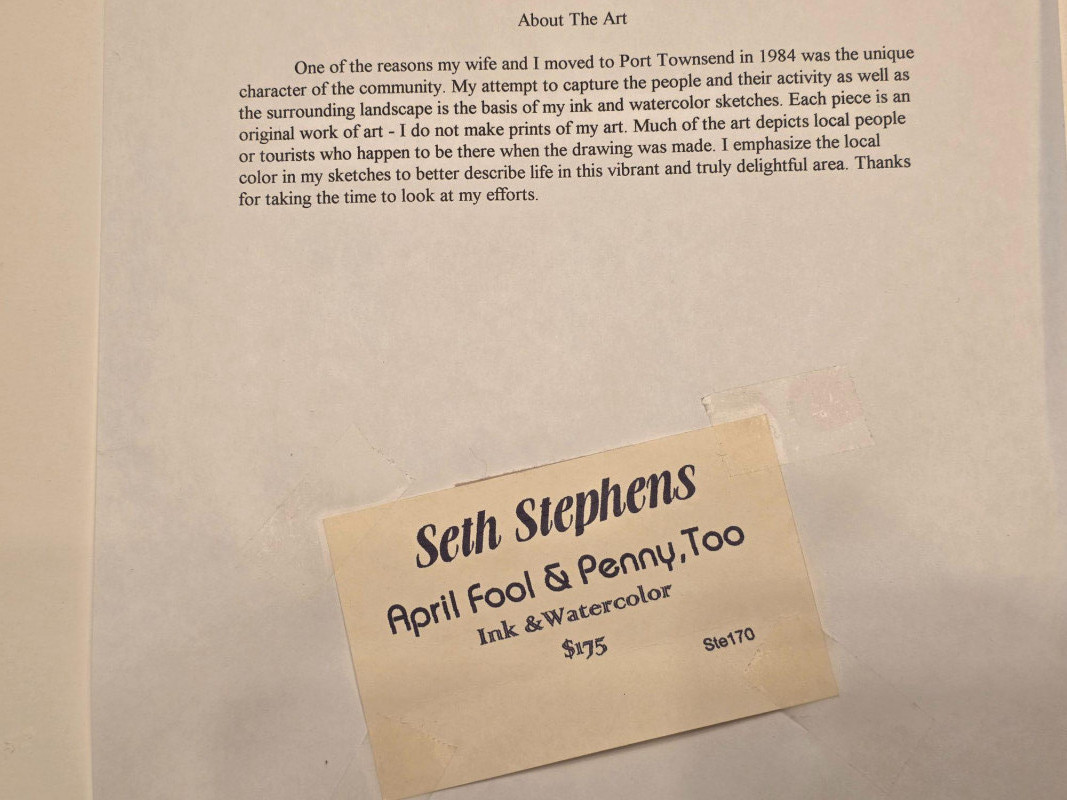 About The Art
One of the reasons my wife and I moved to Port Townsend in 1984 was the unique
character of the community. My attempt to capture the people and their activity as well as
the surrounding landscape is the basis of my ink and watercolor sketches. Each piece is an
original work of art - I do not make prints of my art. Much of the art depicts local people
or tourists who happen to be there when the drawing was made. I emphasize the local
color in my sketches to better describe life in this vibrant and truly delightful area. Thanks
for taking the time to look at my efforts.
Seth Stephens
April Fool & Penny,Too
Ink &Watercolor
$175
Ste170